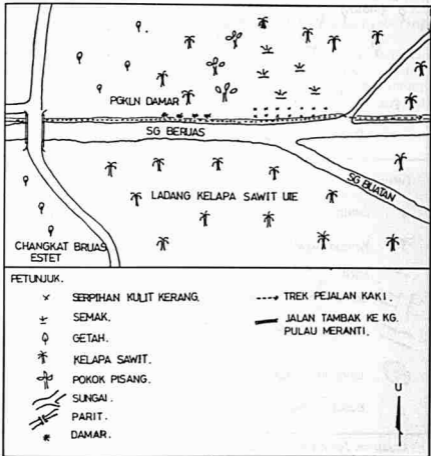 PGKLN DAMAR
SG BERUAS
SG BUATAN
LADANG KELAPA SAWIT UIE
CHANGKAT BRUAS
ESTET
PETUNJUK.
SERPIHAN KULIT KERANG.
SEMAK.
GETAH.
KELAPA SAWIT.
POKOK PISANG.
SUNGAI.
PARIT.
DAMAR.
TREK PEJALAN KAKI.
JALAN TAMBAK KE KG.
PULAU MERANTI.
U